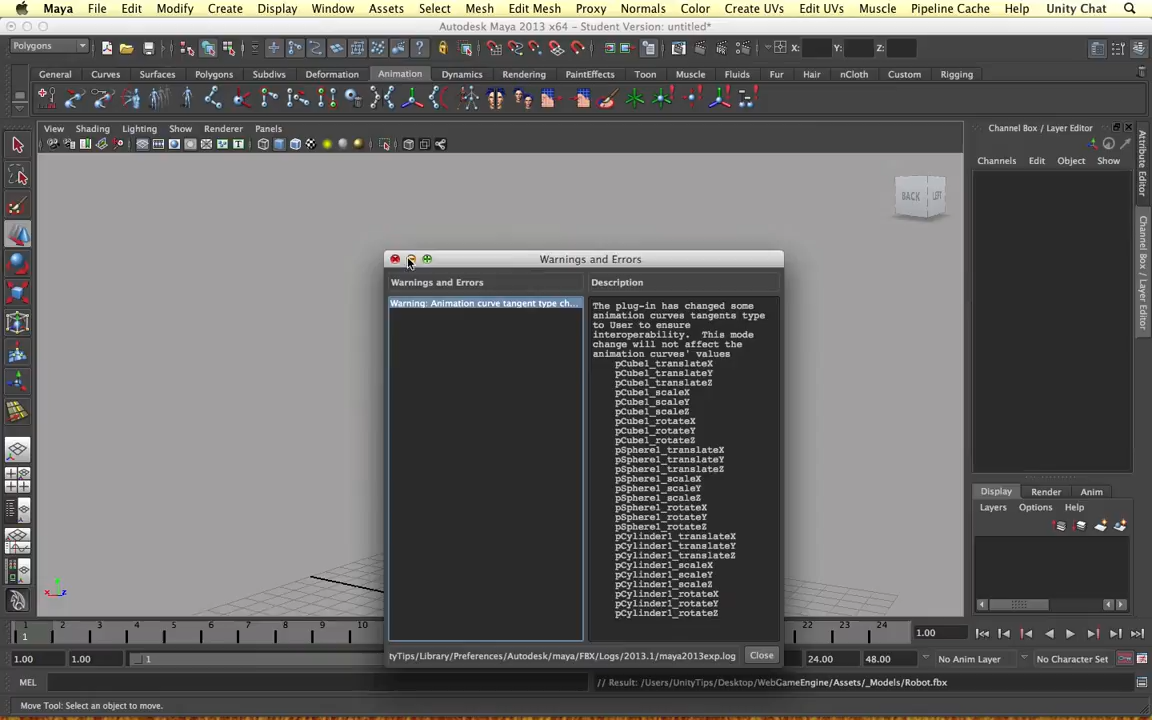 Maya File Edit Modify Create Display Window Assets Select Mesh Edit Mesh Proxy Normals Color Create UVs Edit UVs Muscle Pipeline Cache Help Unity Chat
Autodesk Maya 2013 x64 - Student Version: untitled*
Polygons X: Y: Z:
General Curves Surfaces Polygons Subdivs Deformation Animation Dynamics Rendering PaintEffects Toon Muscle Fluids Fur Hair nCloth Custom Rigging
View Shading Lighting Show Renderer Panels
Channel Box / Layer Editor
Channels Edit Object Show
Attribute Editor
Channel Box / Layer Editor
BACK LEFT
Warnings and Errors
Warnings and Errors Description
Warning: Animation curve tangent type ch...
The plug-in has changed some
animation curves tangents type
to User to ensure
interoperability. This mode
change will not affect the
animation curves' values
pCube1_translateX
pCube1_translateY
pCube1_translateZ
pCube1_scaleX
pCube1_scaleY
pCube1_scaleZ
pCube1_rotateX
pCube1_rotateY
pCube1_rotateZ
pSphere1_translateX
pSphere1_translateY
pSphere1_translateZ
pSphere1_scaleX
pSphere1_scaleY
pSphere1_scaleZ
pSphere1_rotateX
pSphere1_rotateY
pSphere1_rotateZ
pCylinder1_translateX
pCylinder1_translateY
pCylinder1_translateZ
pCylinder1_scaleX
pCylinder1_scaleY
pCylinder1_scaleZ
pCylinder1_rotateX
pCylinder1_rotateY
pCylinder1_rotateZ
tyTips/Library/Preferences/Autodesk/maya/FBX/Logs/2013.1/maya2013exp.log Close
Display Render Anim
Layers Options Help
x z
1 2 3 4 5 6 7 8 9 10 20 21 22 23 24
1 1.00
1.00 1.00 1 24.00 48.00 No Anim Layer No Character Set
MEL // Result: /Users/UnityTips/Desktop/WebGameEngine/Assets/_Models/Robot.fbx
Move Tool: Select an object to move.